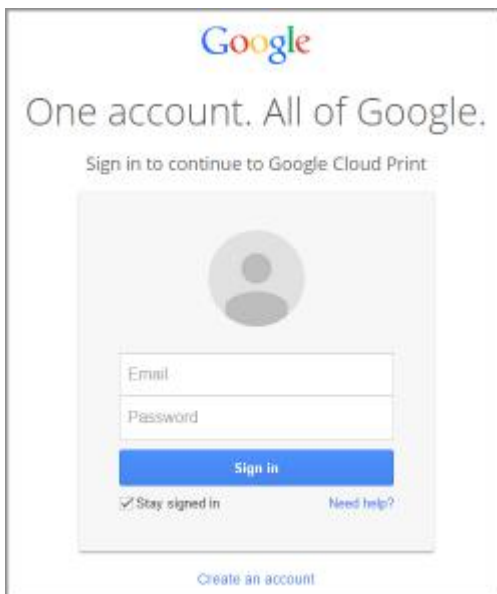 Google
One account. All of Google.
Sign in to continue to Google Cloud Print
Email
Password
Sign in
Stay signed in
Need help?
Create an account